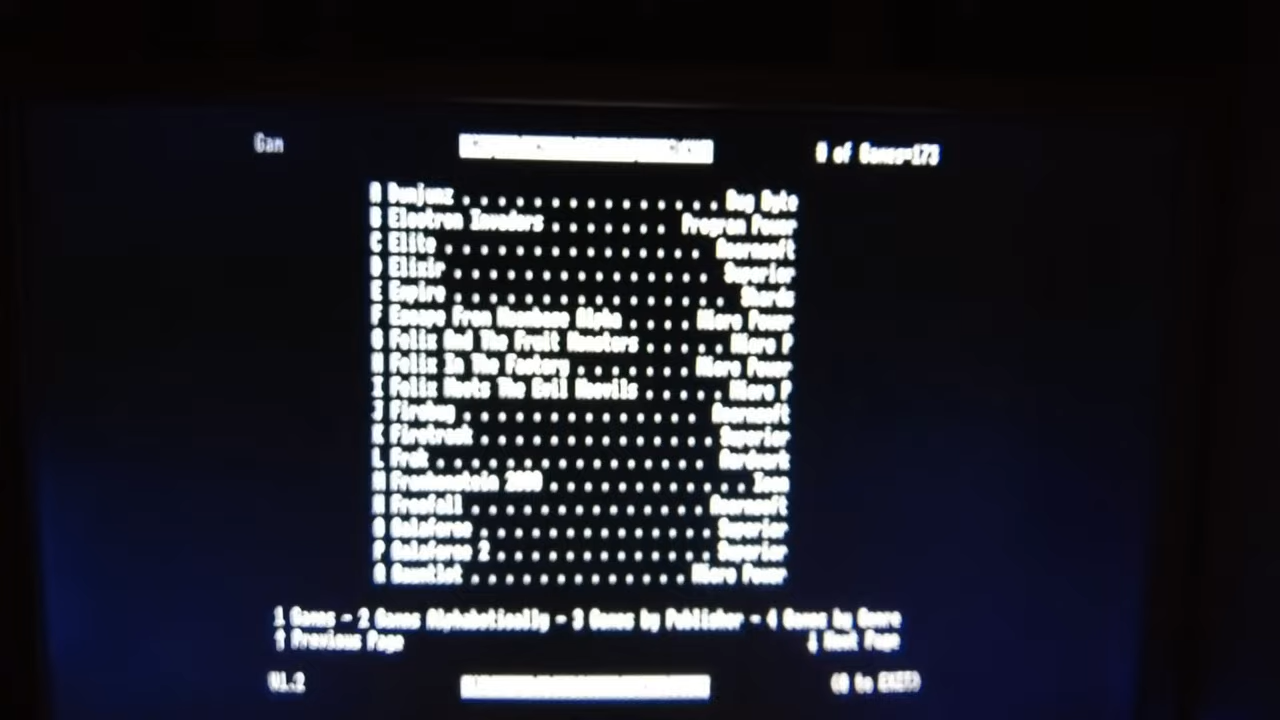 Gam
# of Games=173
A Dunjunz . . . . . . . . . . . . . . . Bug Byte
B Electron Invaders . . . . . . . Program Power
C Elite . . . . . . . . . . . . . . . Acornsoft
D Elixir . . . . . . . . . . . . . . . Superior
E Empire . . . . . . . . . . . . . . . Shards
F Escape From Moonbase Alpha . . . . Micro Power
G Felix And The Fruit Monsters . . . . . Micro P
H Felix In The Factory . . . . . . . Micro Power
I Felix Meets The Evil Weevils . . . . . Micro P
J Firebug . . . . . . . . . . . . . . Acornsoft
K Firetrack . . . . . . . . . . . . . . Superior
L Frak . . . . . . . . . . . . . . . Aardvark
M Frankenstein 2000 . . . . . . . . . . . Icon
N Freefall . . . . . . . . . . . . . Acornsoft
O Galaforce . . . . . . . . . . . . . Superior
P Galaforce 2 . . . . . . . . . . . . Superior
Q Gauntlet . . . . . . . . . . . . Micro Power
1 Games - 2 Games Alphabetically - 3 Games by Publisher - 4 Games by Genre
↑ Previous Page
↓ Next Page
V1.2
(0 to EXIT)